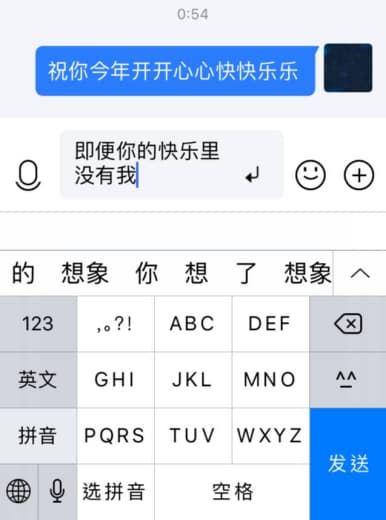 0:54
祝你今年开开心心快快乐乐
即便你的快乐里
没有我
的 想象 你 想 了 想象
123 ,。?! ABC DEF
英文 GHI JKL MNO ^^
拼音 PQRS TUV WXYZ
发送
选拼音 空格